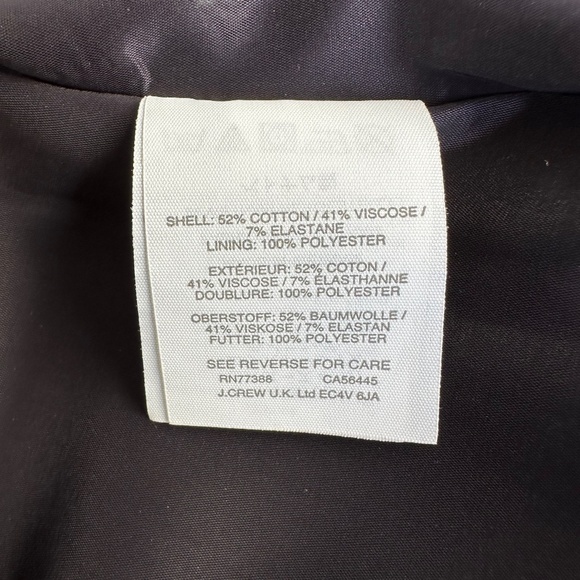 SHELL: 52% COTTON / 41% VISCOSE /
7% ELASTANE
LINING: 100% POLYESTER
EXTÉRIEUR: 52% COTON /
41% VISCOSE / 7% ÉLASTHANNE
DOUBLURE: 100% POLYESTER
OBERSTOFF: 52% BAUMWOLLE /
41% VISKOSE / 7% ELASTAN
FUTTER: 100% POLYESTER
SEE REVERSE FOR CARE
RN77388 CA56445
J.CREW U.K. Ltd EC4V 6JA